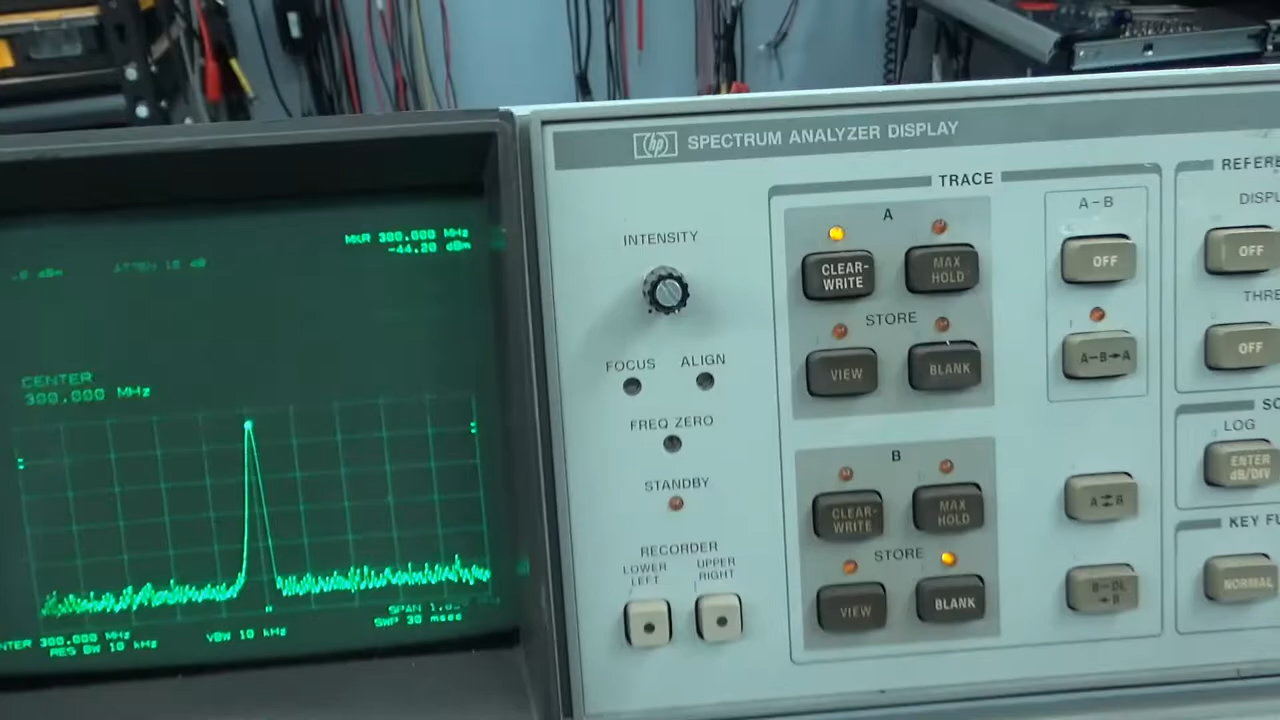 hp SPECTRUM ANALYZER DISPLAY
MKR 300.000 MHz
-44.20 dBm
.0 dBm ATTEN 10 dB
CENTER
300.000 MHz
NTER 300.000 MHz
RES BW 10 kHz
VBW 10 kHz
SPAN 1.0
SWP 30 msec
INTENSITY
FOCUS
ALIGN
FREQ ZERO
STANDBY
RECORDER
LOWER
LEFT
UPPER
RIGHT
TRACE
A
CLEAR-
WRITE
MAX
HOLD
STORE
VIEW
BLANK
B
CLEAR-
WRITE
MAX
HOLD
STORE
VIEW
BLANK
A-B
OFF
A-B→A
A⇄B
B-DL
→B
REFERE
DISPL
OFF
THRE
OFF
SC
LOG
ENTER
dB/DIV
KEY FU
NORMAL